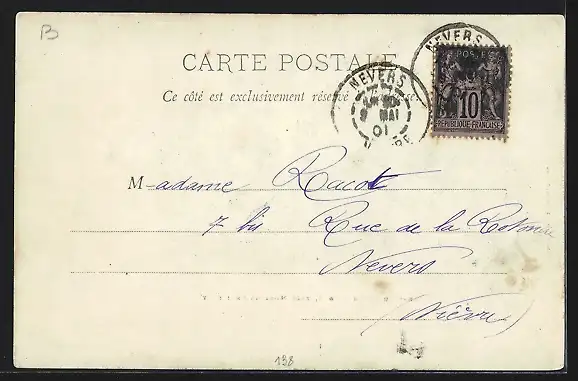 B
NEVERS
POSTES
CARTE POSTALE
NEVERS
Ce côté est exclusivement réservé
MAI
01
10
REPUBLIQUE FRANÇAISE
M-adame Racot
7 bis Rue de la Rotonde
Nevers
(Nièvre)
138